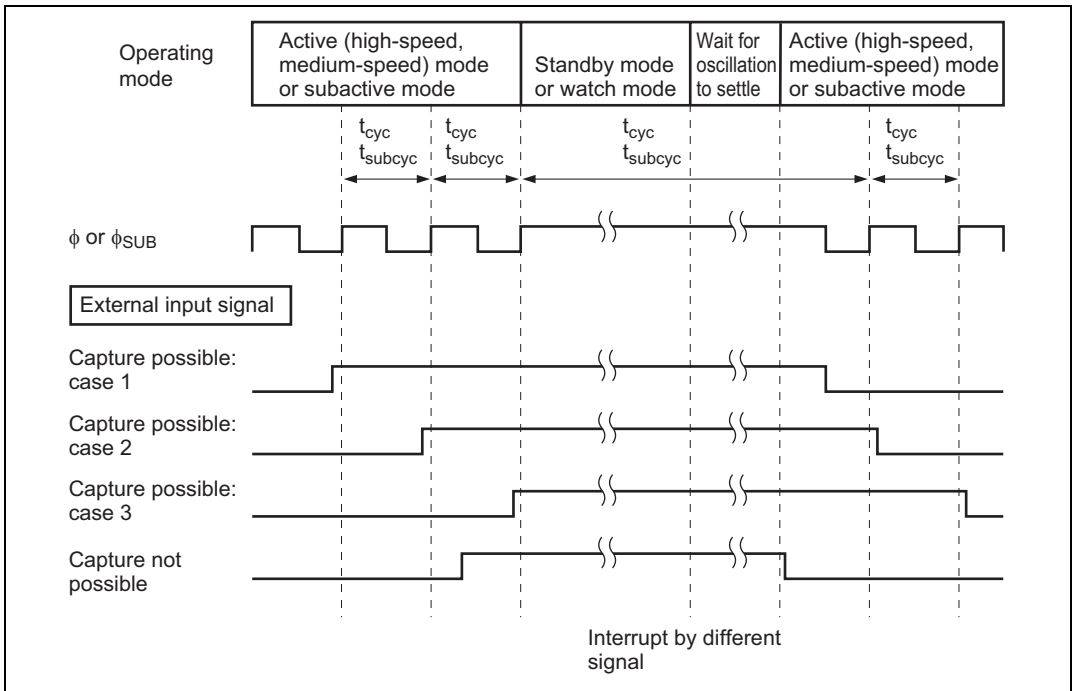 Operating
mode
Active (high-speed,
medium-speed) mode
or subactive mode
Standby mode
or watch mode
Wait for
oscillation
to settle
Active (high-speed,
medium-speed) mode
or subactive mode
tcyc
tsubcyc
tcyc
tsubcyc
tcyc
tsubcyc
tcyc
tsubcyc
ϕ or ϕSUB
External input signal
Capture possible:
case 1
Capture possible:
case 2
Capture possible:
case 3
Capture not
possible
Interrupt by different
signal